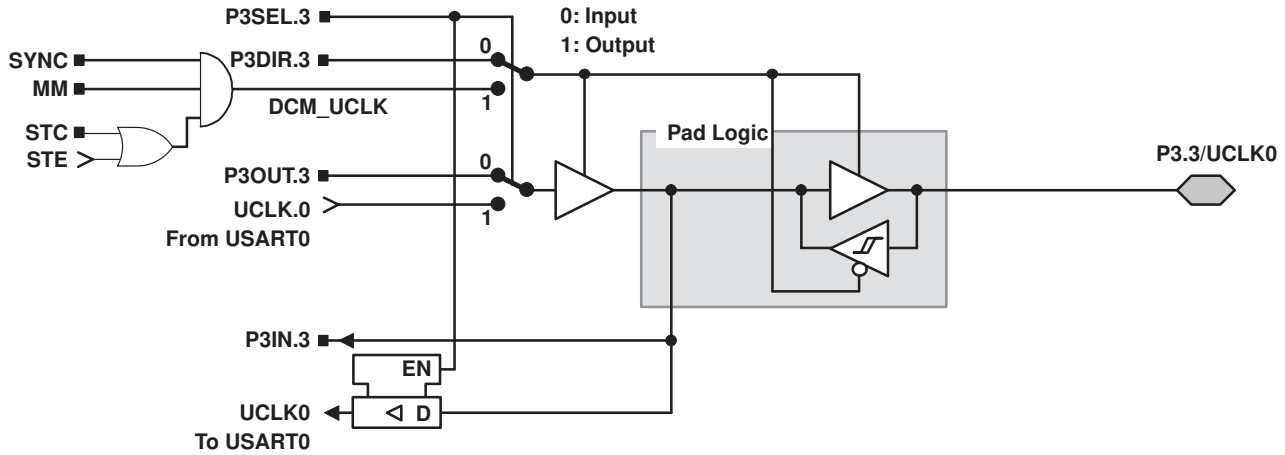 P3SEL.3
0: Input
1: Output
SYNC
P3DIR.3
0
MM
1
DCM_UCLK
STC
STE
Pad Logic
P3.3/UCLK0
0
P3OUT.3
UCLK.0
1
From USART0
P3IN.3
EN
UCLK0
D
To USART0